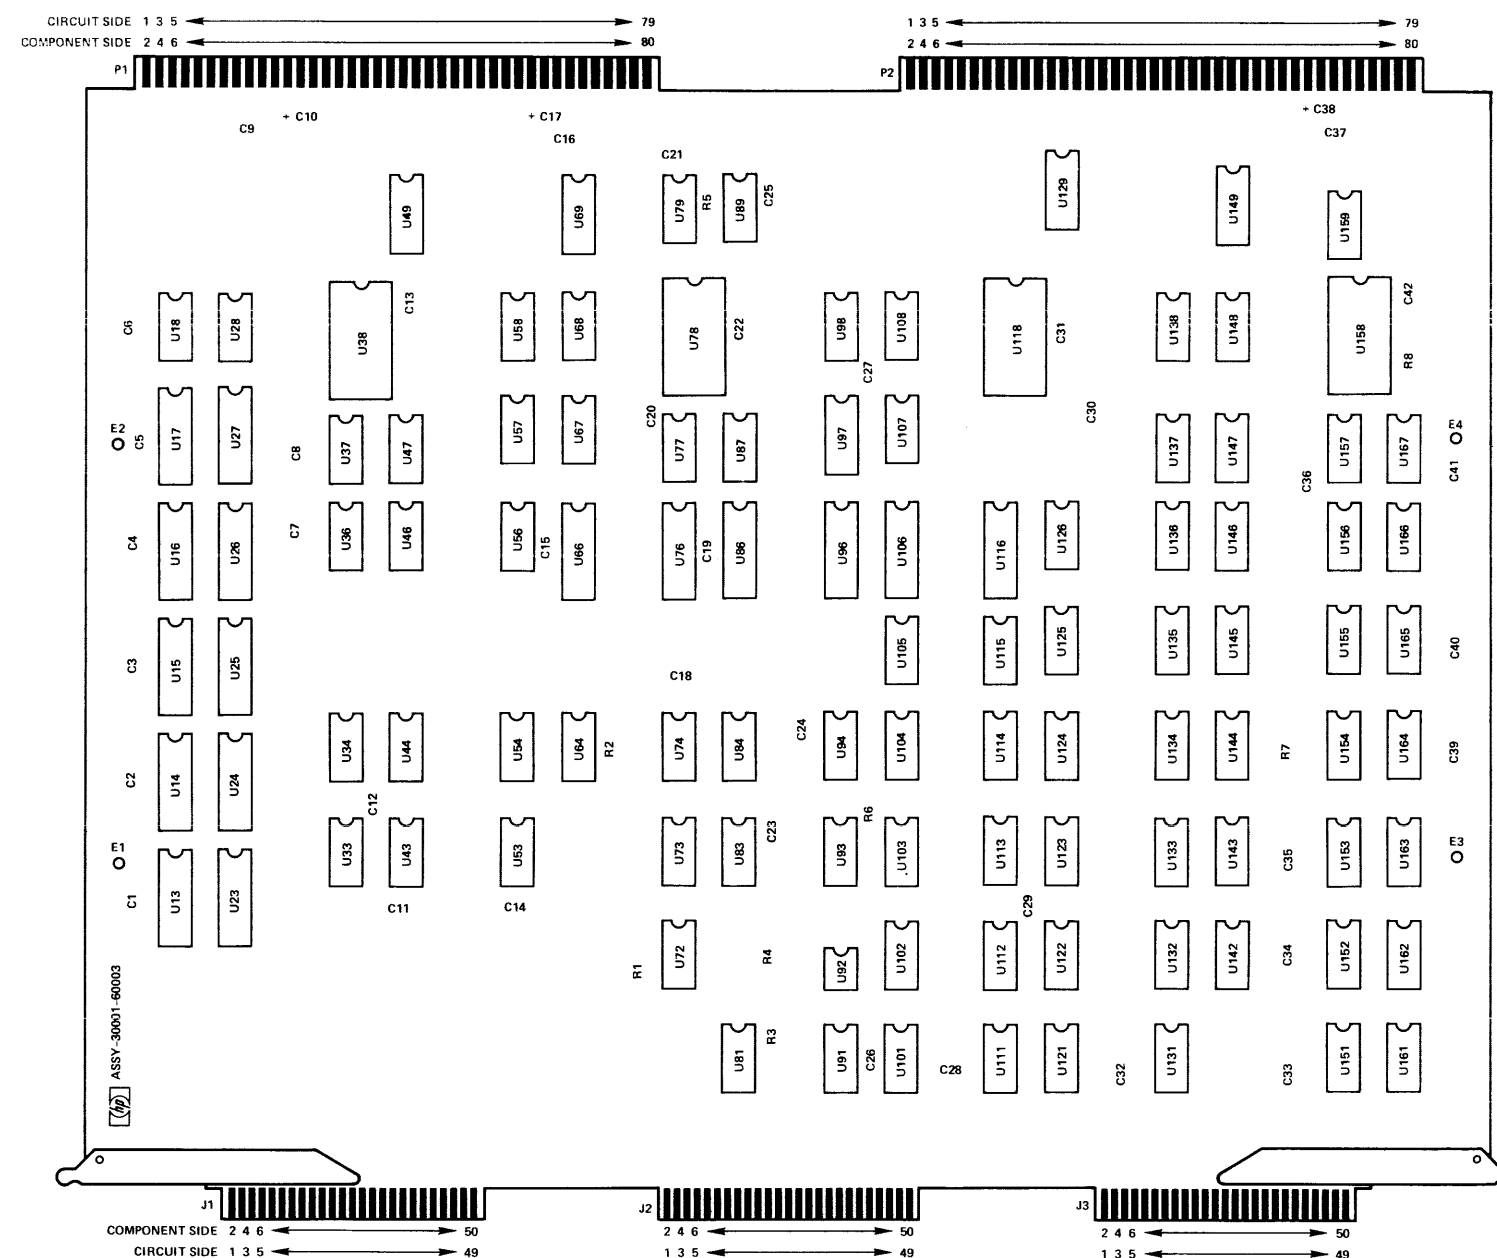 CIRCUIT SIDE 1 3 5 79
1 3 5 79
COMPONENT SIDE 2 4 6 80
2 4 6 80
P1
P2
C9
+ C10
+ C17
C16
+ C38
C37
C21
U49
U69
U79
R5
U89
C25
U129
U149
U159
C6
U18
U28
U38
C13
U58
U68
U78
C22
U98
U108
C27
U118
C31
U138
U148
U158
C42
R8
E2
C5
U17
U27
C8
U37
U47
U57
U67
C20
U77
U87
U97
U107
C30
U137
U147
C36
U157
U167
E4
C41
C4
U16
U26
C7
U36
U46
U56
C15
U66
U76
C19
U86
U96
U106
U116
U126
U136
U146
U156
U166
C3
U15
U25
C18
U105
U115
U125
U135
U145
U155
U165
C40
C2
U14
U24
U34
U44
C12
U54
U64
R2
U74
U84
C24
U94
U104
U114
U124
U134
U144
R7
U154
U164
C39
E1
C1
U13
U23
U33
U43
C11
U53
C14
U73
U83
C23
U93
R6
U103
U113
U123
C29
U133
U143
C35
U153
U163
E3
R1
U72
R4
U92
U102
U112
U122
U132
U142
C34
U152
U162
ASSY-30001-60003
hp
U81
R3
U91
C26
U101
C28
U111
U121
C32
U131
C33
U151
U161
J1
J2
J3
COMPONENT SIDE 2 4 6 50
2 4 6 50
2 4 6 50
CIRCUIT SIDE 1 3 5 49
1 3 5 49
1 3 5 49